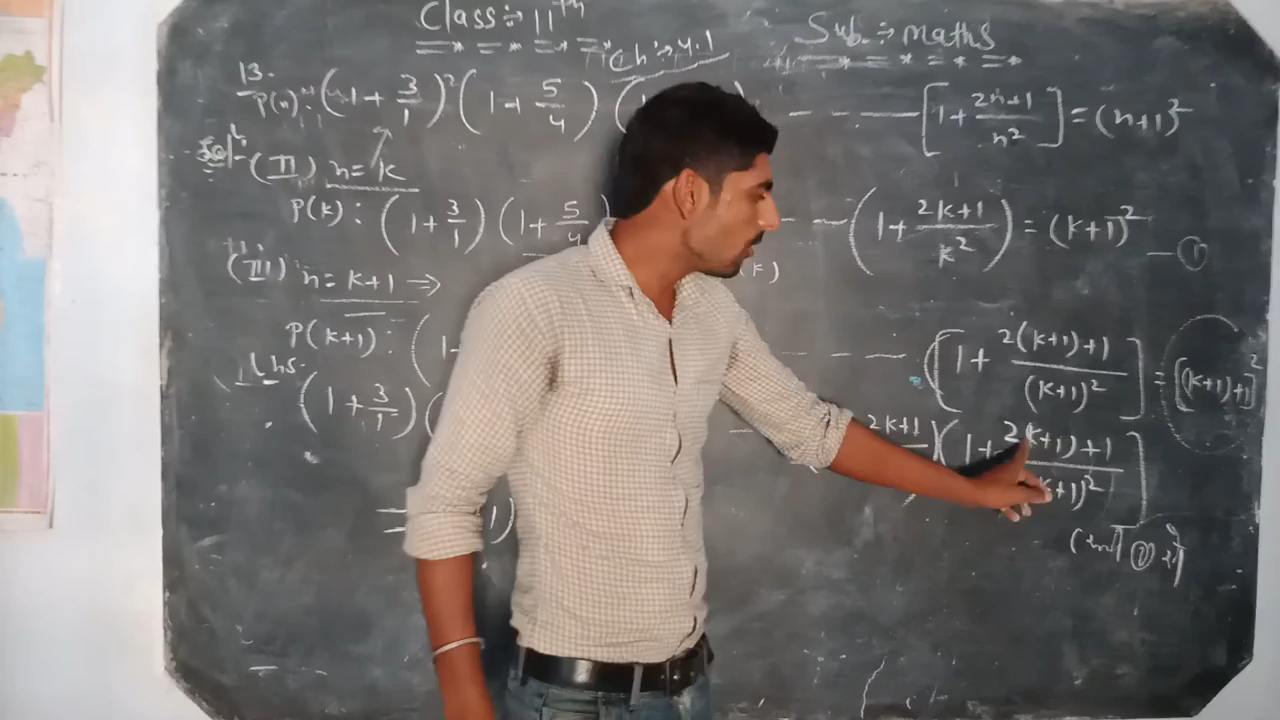 Class :- 11th
Sub. :- maths
Ch :- 4.1
13. P(n) : (1 + 3/1)(1 + 5/4)( - - - [1 + 2n+1/n²] = (n+1)²
Solⁿ (II) n = k
P(k) : (1 + 3/1)(1 + 5/4) - - - (1 + 2k+1/k²) = (k+1)² — ①
(III) n = k+1 ⇒ (k)
P(k+1) : ( 1 - - - [1 + 2(k+1)+1/(k+1)²] = [(k+1)+1]²
Lhs.
(1 + 3/1)( — 2k+1 )(1 + 2(k+1)+1/(k+1)²]
= 1)